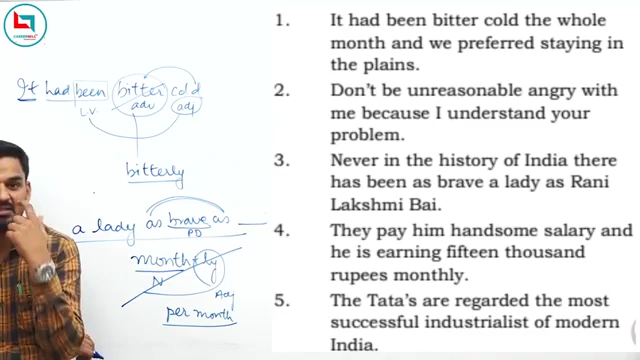 CAREERWILL
It had been bitter cold
adv
adj
L.V.
bitterly
a lady as brave as
PD
month+ly
N
Adj
per month
1. It had been bitter cold the whole
month and we preferred staying in
the plains.
2. Don't be unreasonable angry with
me because I understand your
problem.
3. Never in the history of India there
has been as brave a lady as Rani
Lakshmi Bai.
4. They pay him handsome salary and
he is earning fifteen thousand
rupees monthly.
5. The Tata's are regarded the most
successful industrialist of modern
India.